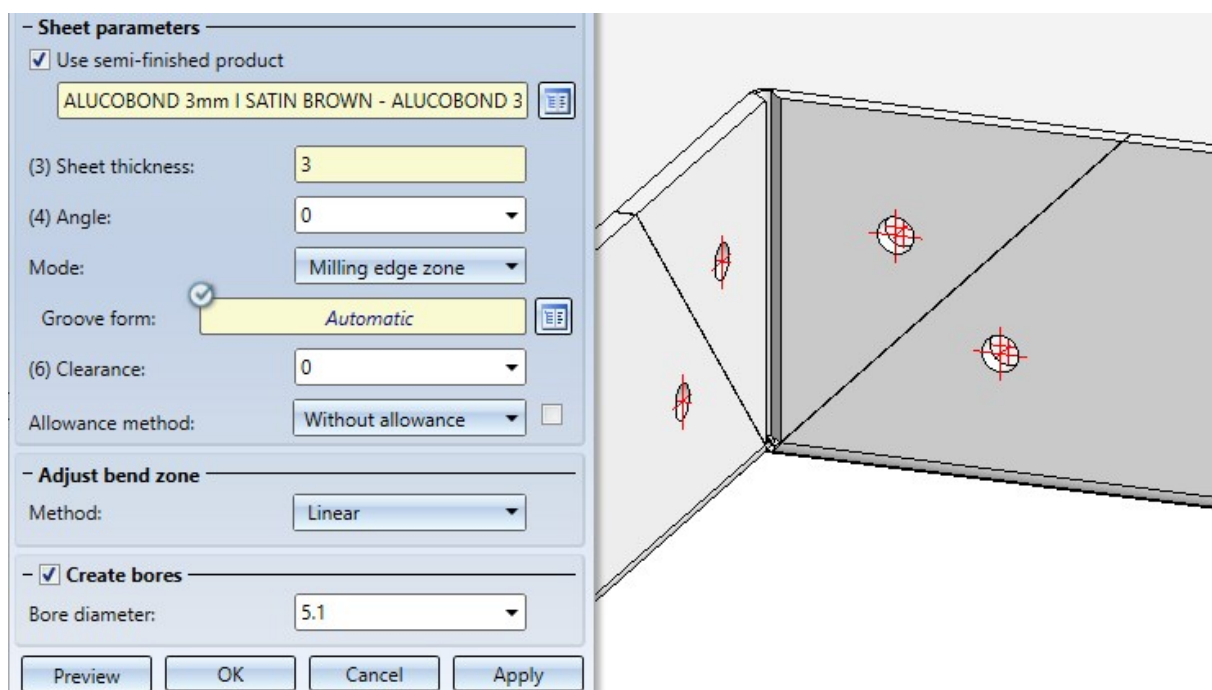 Sheet parameters
Use semi-finished product
ALUCOBOND 3mm I SATIN BROWN - ALUCOBOND 3
(3) Sheet thickness: 3
(4) Angle: 0
Mode: Milling edge zone
Groove form: Automatic
(6) Clearance: 0
Allowance method: Without allowance
Adjust bend zone
Method: Linear
Create bores
Bore diameter: 5.1
Preview OK Cancel Apply